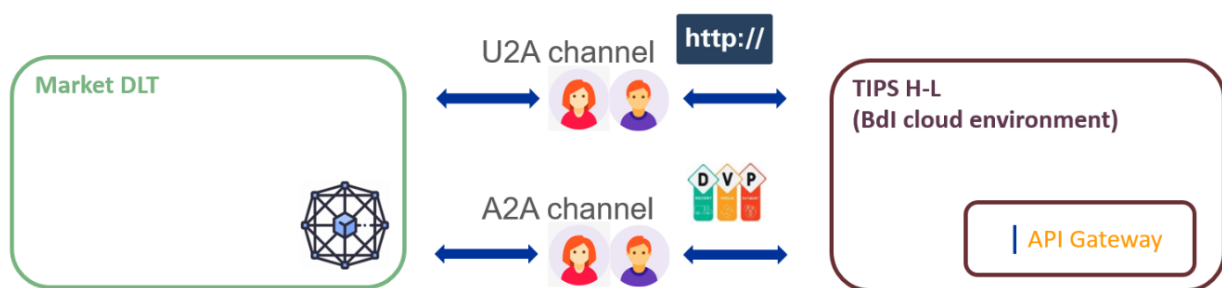 Market DLT
U2A channel
http://
A2A channel
D V P
TIPS H-L
(BdI cloud environment)
API Gateway